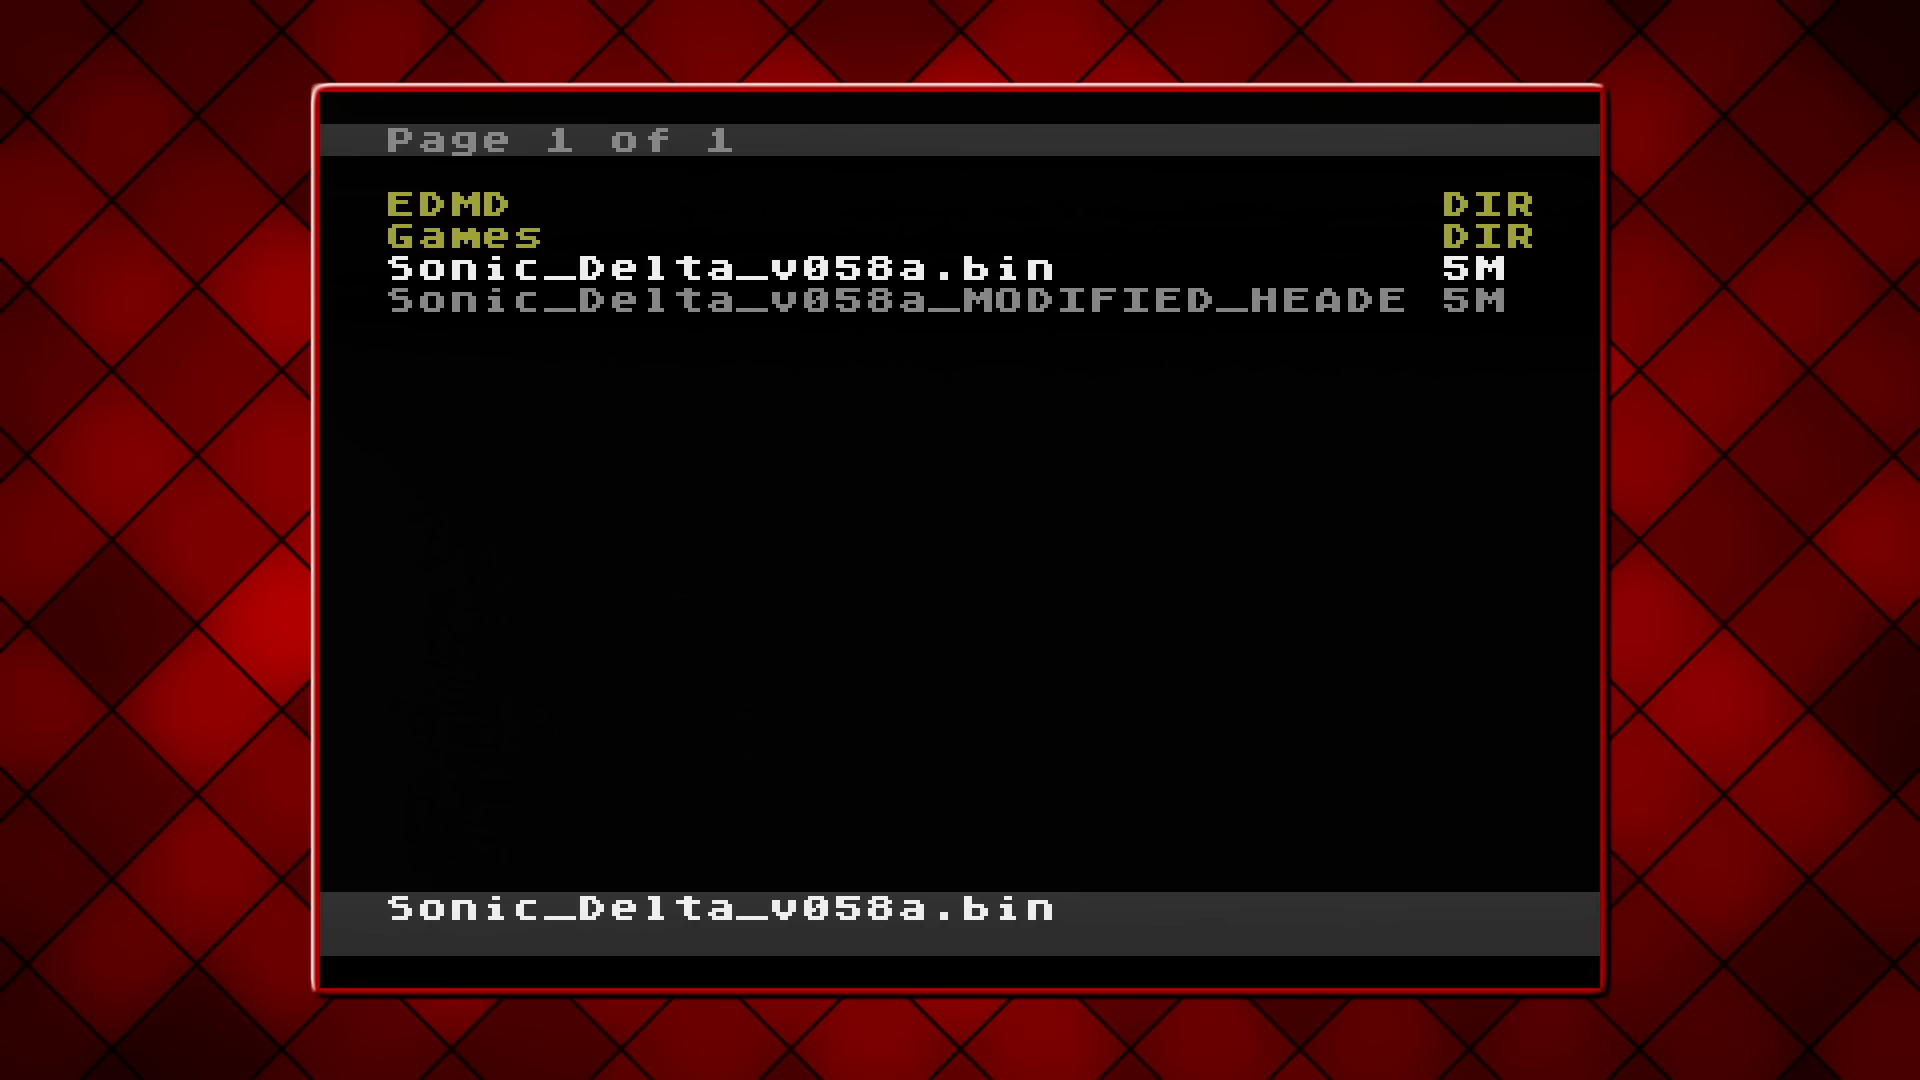 Page 1 of 1
EDMD DIR
Games DIR
Sonic_Delta_v058a.bin 5M
Sonic_Delta_v058a_MODIFIED_HEADE 5M
Sonic_Delta_v058a.bin